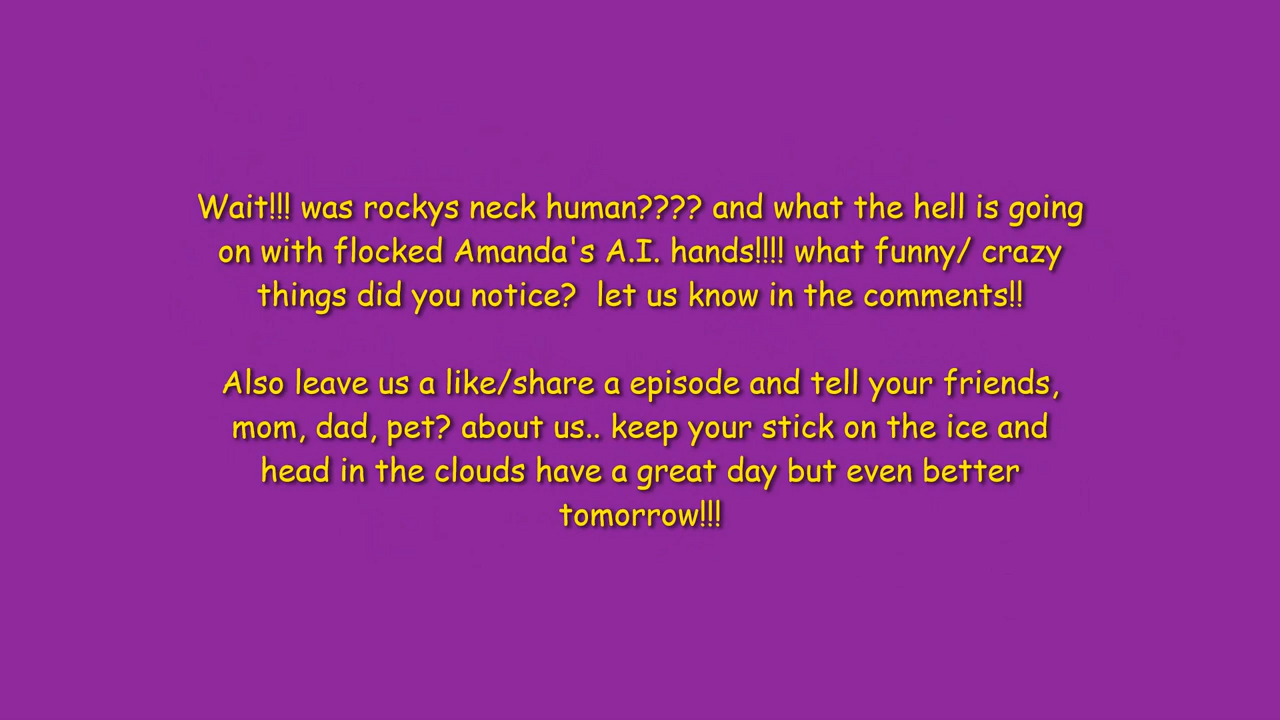 Wait!!! was rockys neck human???? and what the hell is going
on with flocked Amanda's A.I. hands!!!! what funny/ crazy
things did you notice?  let us know in the comments!!
Also leave us a like/share a episode and tell your friends,
mom, dad, pet? about us.. keep your stick on the ice and
head in the clouds have a great day but even better
tomorrow!!!